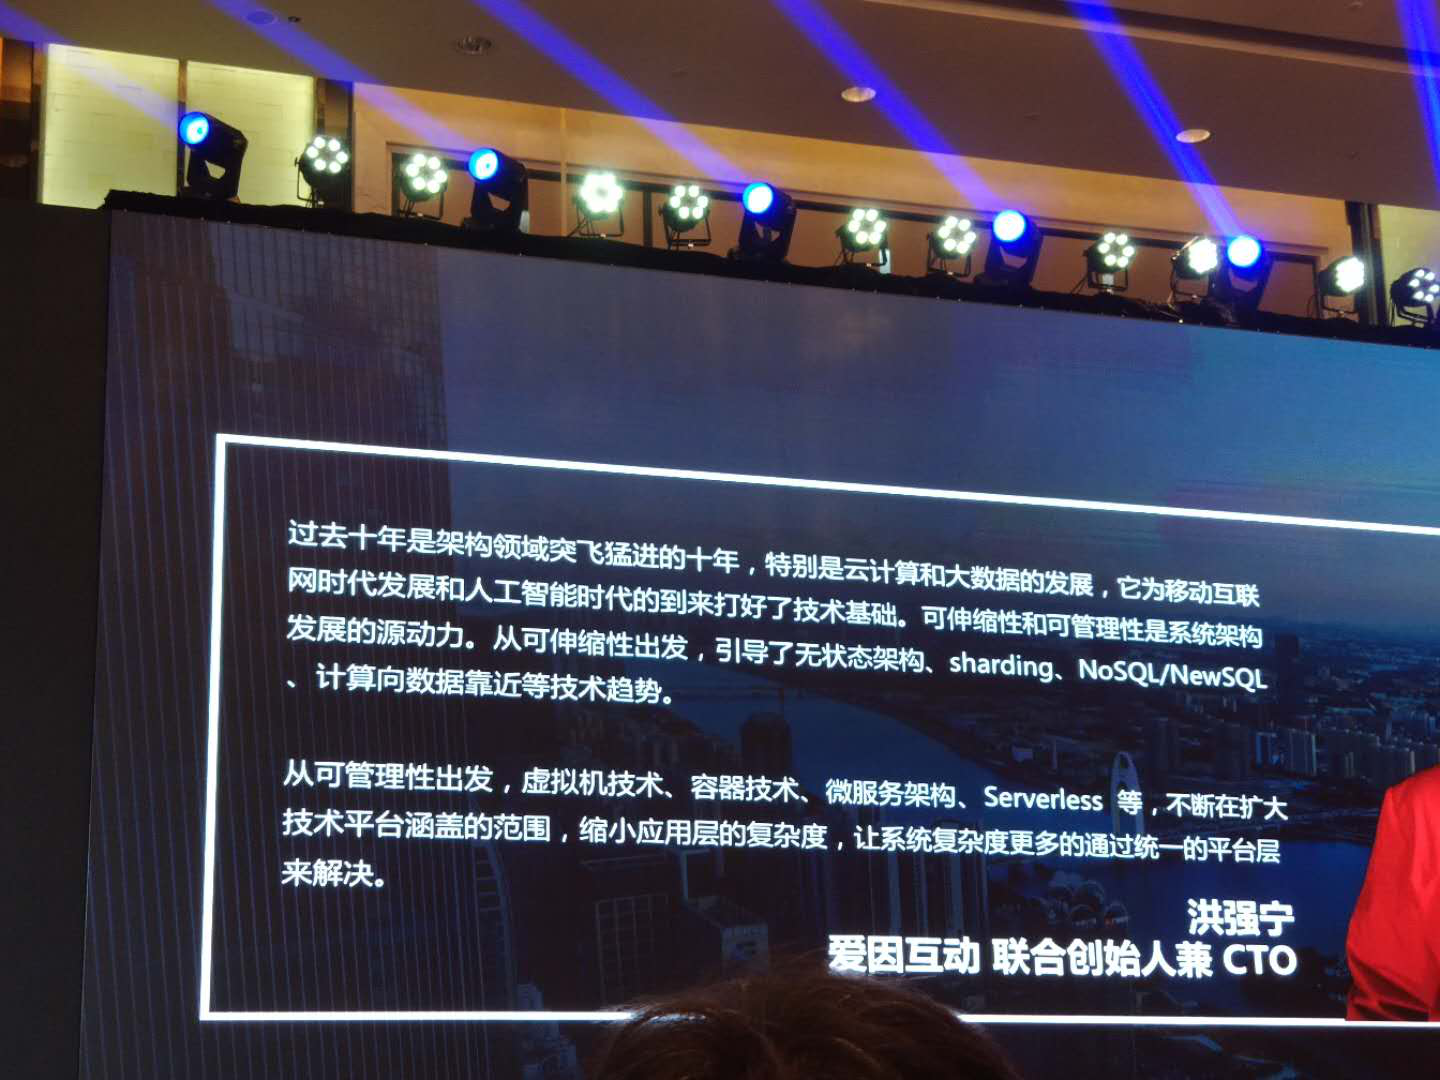 过去十年是架构领域突飞猛进的十年，特别是云计算和大数据的发展，它为移动互联
网时代发展和人工智能时代的到来打好了技术基础。可伸缩性和可管理性是系统架构
发展的源动力。从可伸缩性出发，引导了无状态架构、sharding、NoSQL/NewSQL
、计算向数据靠近等技术趋势。
从可管理性出发，虚拟机技术、容器技术、微服务架构、Serverless 等，不断在扩大
技术平台涵盖的范围，缩小应用层的复杂度，让系统复杂度更多的通过统一的平台层
来解决。
洪强宁
爱因互动 联合创始人兼 CTO